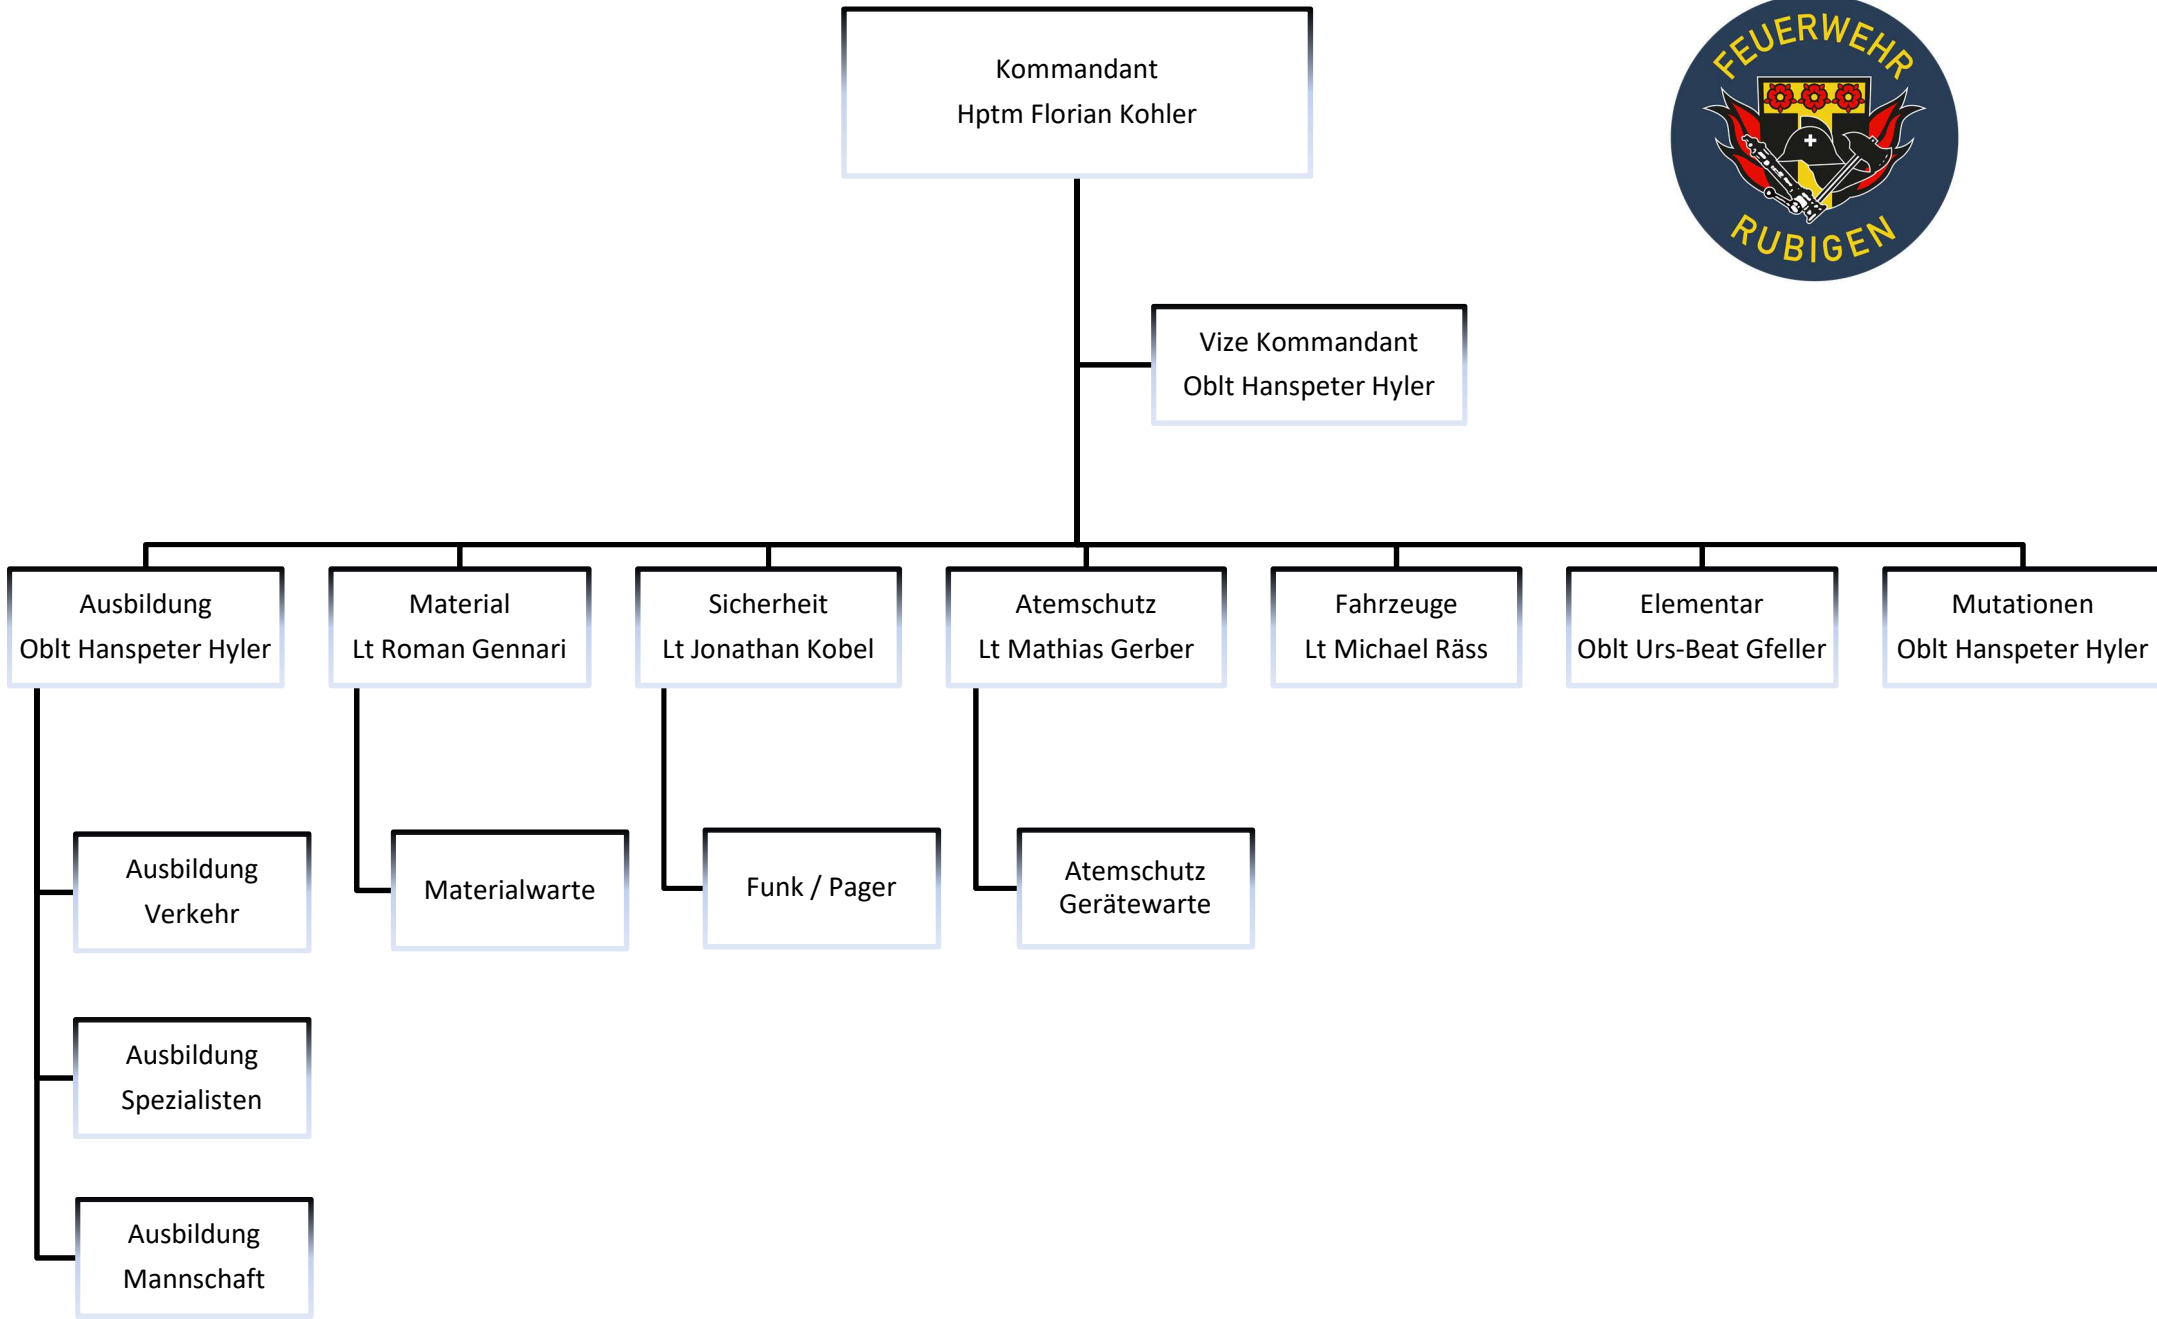 Kommandant
Hptm Florian Kohler
FEUERWEHR
RUBIGEN
Vize Kommandant
Oblt Hanspeter Hyler
Ausbildung
Oblt Hanspeter Hyler
Material
Lt Roman Gennari
Sicherheit
Lt Jonathan Kobel
Atemschutz
Lt Mathias Gerber
Fahrzeuge
Lt Michael Räss
Elementar
Oblt Urs-Beat Gfeller
Mutationen
Oblt Hanspeter Hyler
Ausbildung
Verkehr
Materialwarte
Funk / Pager
Atemschutz
Gerätewarte
Ausbildung
Spezialisten
Ausbildung
Mannschaft